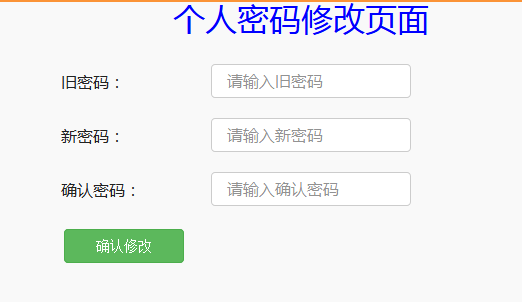 个人密码修改页面
旧密码： 请输入旧密码
新密码： 请输入新密码
确认密码： 请输入确认密码
确认修改